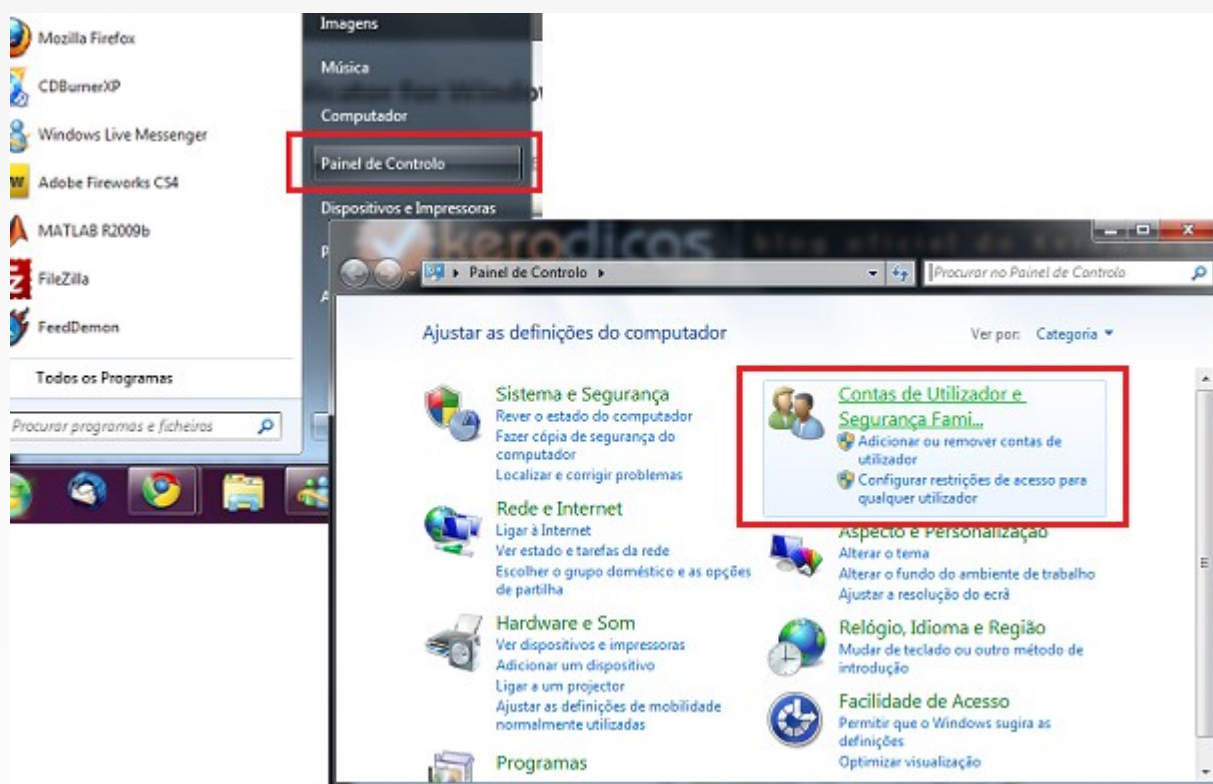 Mozilla Firefox
CDBurnerXP
Windows Live Messenger
Adobe Fireworks CS4
MATLAB R2009b
FileZilla
FeedDemon
Todos os Programas
Procurar programas e ficheiros
Imagens
Música
Computador
Painel de Controlo
Dispositivos e Impressoras
kerodicas
blog oficial do
Painel de Controlo
Procurar no Painel de Controlo
Ajustar as definições do computador
Ver por: Categoria
Sistema e Segurança
Rever o estado do computador
Fazer cópia de segurança do
computador
Localizar e corrigir problemas
Rede e Internet
Ligar à Internet
Ver estado e tarefas da rede
Escolher o grupo doméstico e as opções
de partilha
Hardware e Som
Ver dispositivos e impressoras
Adicionar um dispositivo
Ligar a um projector
Ajustar as definições de mobilidade
normalmente utilizadas
Programas
Contas de Utilizador e
Segurança Fami...
Adicionar ou remover contas de
utilizador
Configurar restrições de acesso para
qualquer utilizador
Aspecto e Personalização
Alterar o tema
Alterar o fundo do ambiente de trabalho
Ajustar a resolução do ecrã
Relógio, Idioma e Região
Mudar de teclado ou outro método de
introdução
Facilidade de Acesso
Permitir que o Windows sugira as
definições
Optimizar visualização